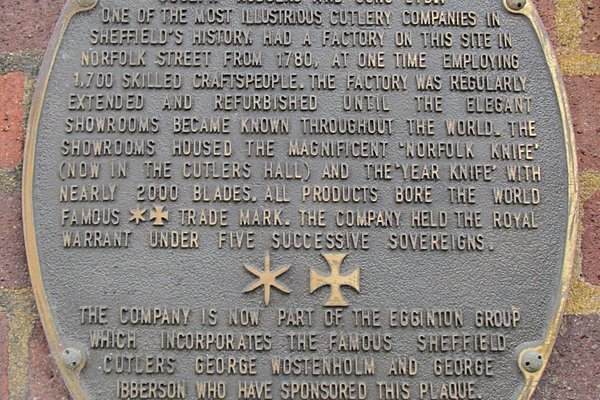 ONE OF THE MOST ILLUSTRIOUS CUTLERY COMPANIES IN
SHEFFIELD'S HISTORY, HAD A FACTORY ON THIS SITE IN
NORFOLK STREET FROM 1780, AT ONE TIME EMPLOYING
1,700 SKILLED CRAFTSPEOPLE. THE FACTORY WAS REGULARLY
EXTENDED AND REFURBISHED UNTIL THE ELEGANT
SHOWROOMS BECAME KNOWN THROUGHOUT THE WORLD. THE
SHOWROOMS HOUSED THE MAGNIFICENT 'NORFOLK KNIFE'
(NOW IN THE CUTLERS HALL) AND THE 'YEAR KNIFE' WITH
NEARLY 2000 BLADES. ALL PRODUCTS BORE THE WORLD
FAMOUS TRADE MARK. THE COMPANY HELD THE ROYAL
WARRANT UNDER FIVE SUCCESSIVE SOVEREIGNS.
THE COMPANY IS NOW PART OF THE EGGINTON GROUP
WHICH INCORPORATES THE FAMOUS SHEFFIELD
CUTLERS GEORGE WOSTENHOLM AND GEORGE
IBBERSON WHO HAVE SPONSORED THIS PLAQUE.